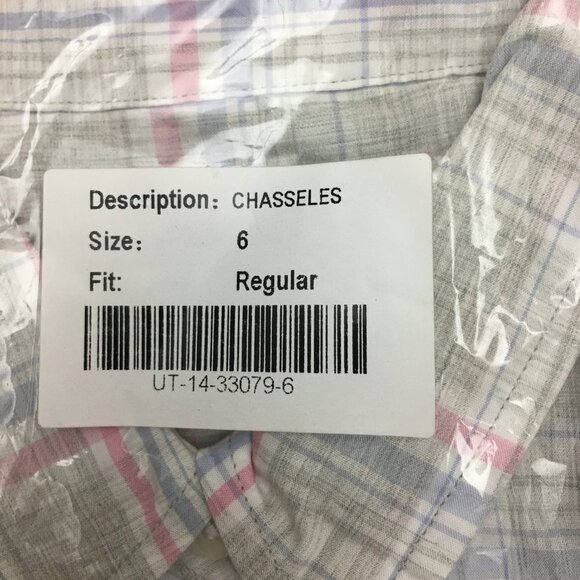 Description: CHASSELES
Size: 6
Fit: Regular
UT-14-33079-6